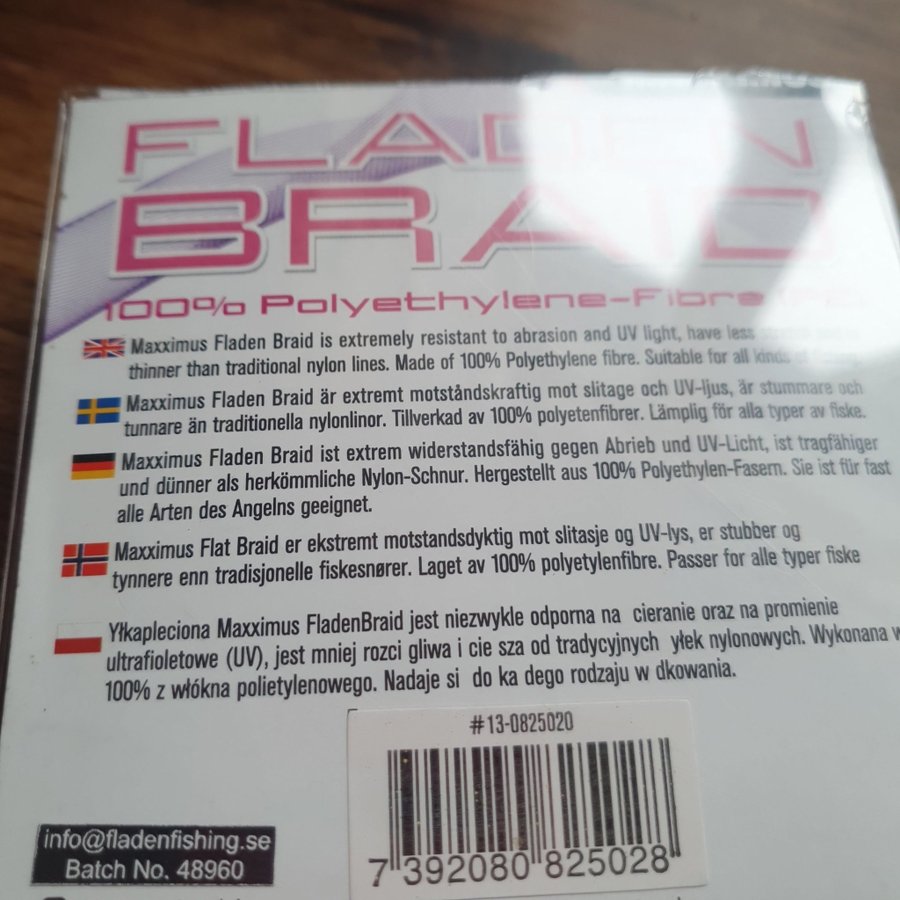 FLADEN
BRAID
100% Polyethylene-Fibre
Maxximus Fladen Braid is extremely resistant to abrasion and UV light, have less
thinner than traditional nylon lines. Made of 100% Polyethylene fibre. Suitable for all kinds of
Maxximus Fladen Braid är extremt motståndskraftig mot slitage och UV-ljus, är stummare och
tunnare än traditionella nylonlinor. Tillverkad av 100% polyetenfibrer. Lämplig för alla typer av fiske.
Maxximus Fladen Braid ist extrem widerstandsfähig gegen Abrieb und UV-Licht, ist tragfähiger
und dünner als herkömmliche Nylon-Schnur. Hergestellt aus 100% Polyethylen-Fasern. Sie ist für fast
alle Arten des Angelns geeignet.
Maxximus Flat Braid er ekstremt motstandsdyktig mot slitasje og UV-lys, er stubber og
tynnere enn tradisjonelle fiskesnører. Laget av 100% polyetylenfibre. Passer for alle typer fiske
Yłkapleciona Maxximus FladenBraid jest niezwykle odporna na cieranie oraz na promienie
ultrafioletowe (UV), jest mniej rozci gliwa i cie sza od tradycyjnych yłek nylonowych. Wykonana w
100% z włókna polietylenowego. Nadaje si do ka dego rodzaju w dkowania.
#13-0825020
7 392080 825028
info@fladenfishing.se
Batch No. 48960